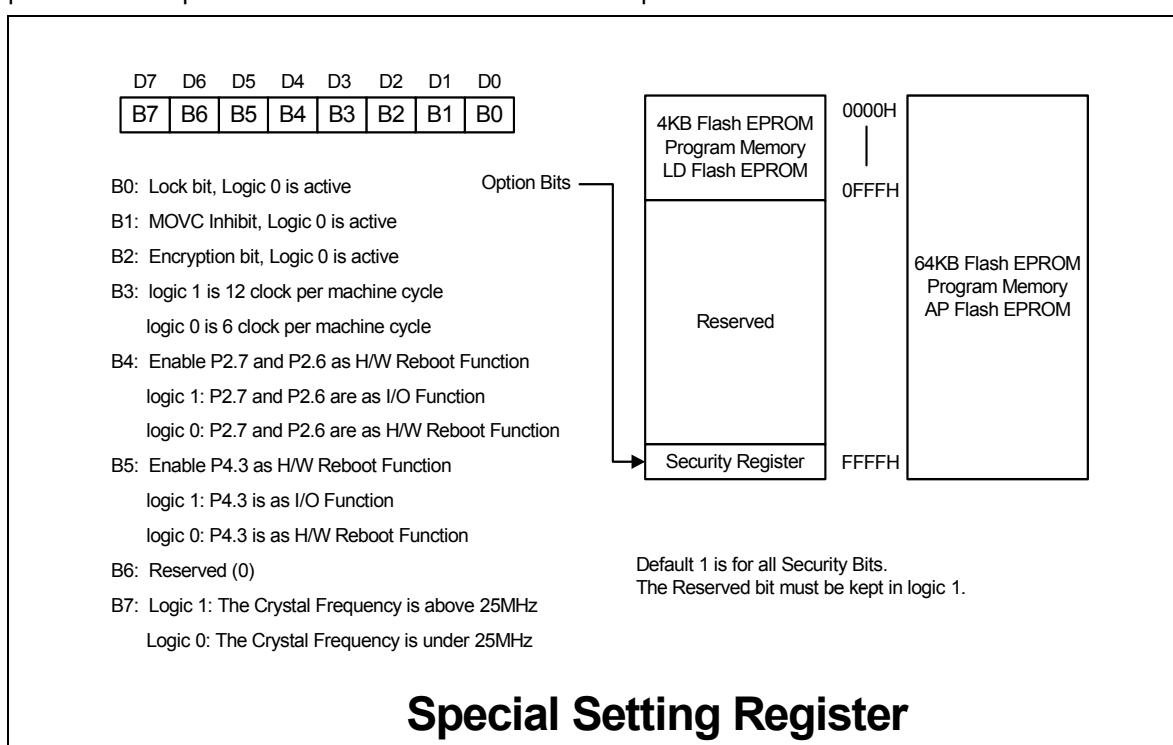 D7 D6 D5 D4 D3 D2 D1 D0
B7 B6 B5 B4 B3 B2 B1 B0
B0: Lock bit, Logic 0 is active
B1: MOVC Inhibit, Logic 0 is active
B2: Encryption bit, Logic 0 is active
B3: logic 1 is 12 clock per machine cycle
logic 0 is 6 clock per machine cycle
B4: Enable P2.7 and P2.6 as H/W Reboot Function
logic 1: P2.7 and P2.6 are as I/O Function
logic 0: P2.7 and P2.6 are as H/W Reboot Function
B5: Enable P4.3 as H/W Reboot Function
logic 1: P4.3 is as I/O Function
logic 0: P4.3 is as H/W Reboot Function
B6: Reserved (0)
B7: Logic 1: The Crystal Frequency is above 25MHz
Logic 0: The Crystal Frequency is under 25MHz
Option Bits
4KB Flash EPROM
Program Memory
LD Flash EPROM
Reserved
Security Register
0000H
0FFFH
FFFFH
64KB Flash EPROM
Program Memory
AP Flash EPROM
Default 1 is for all Security Bits.
The Reserved bit must be kept in logic 1.
Special Setting Register